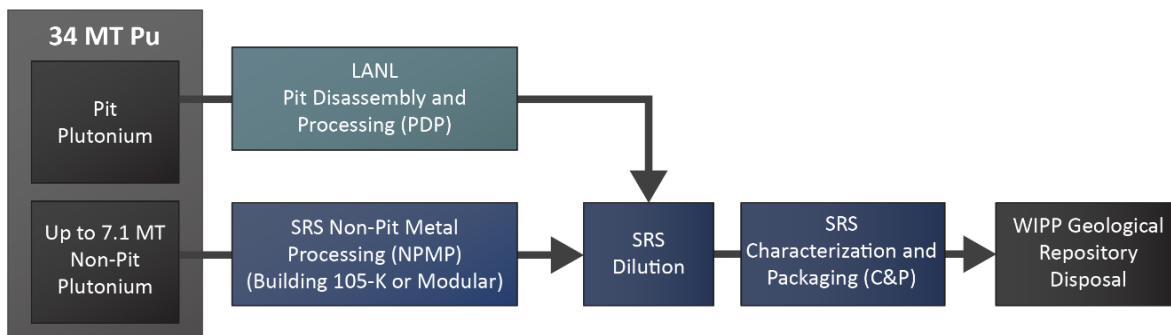 34 MT Pu
Pit
Plutonium
Up to 7.1 MT
Non-Pit
Plutonium
LANL
Pit Disassembly and
Processing (PDP)
SRS Non-Pit Metal
Processing (NPMP)
(Building 105-K or Modular)
SRS
Dilution
SRS
Characterization and
Packaging (C&P)
WIPP Geological
Repository
Disposal